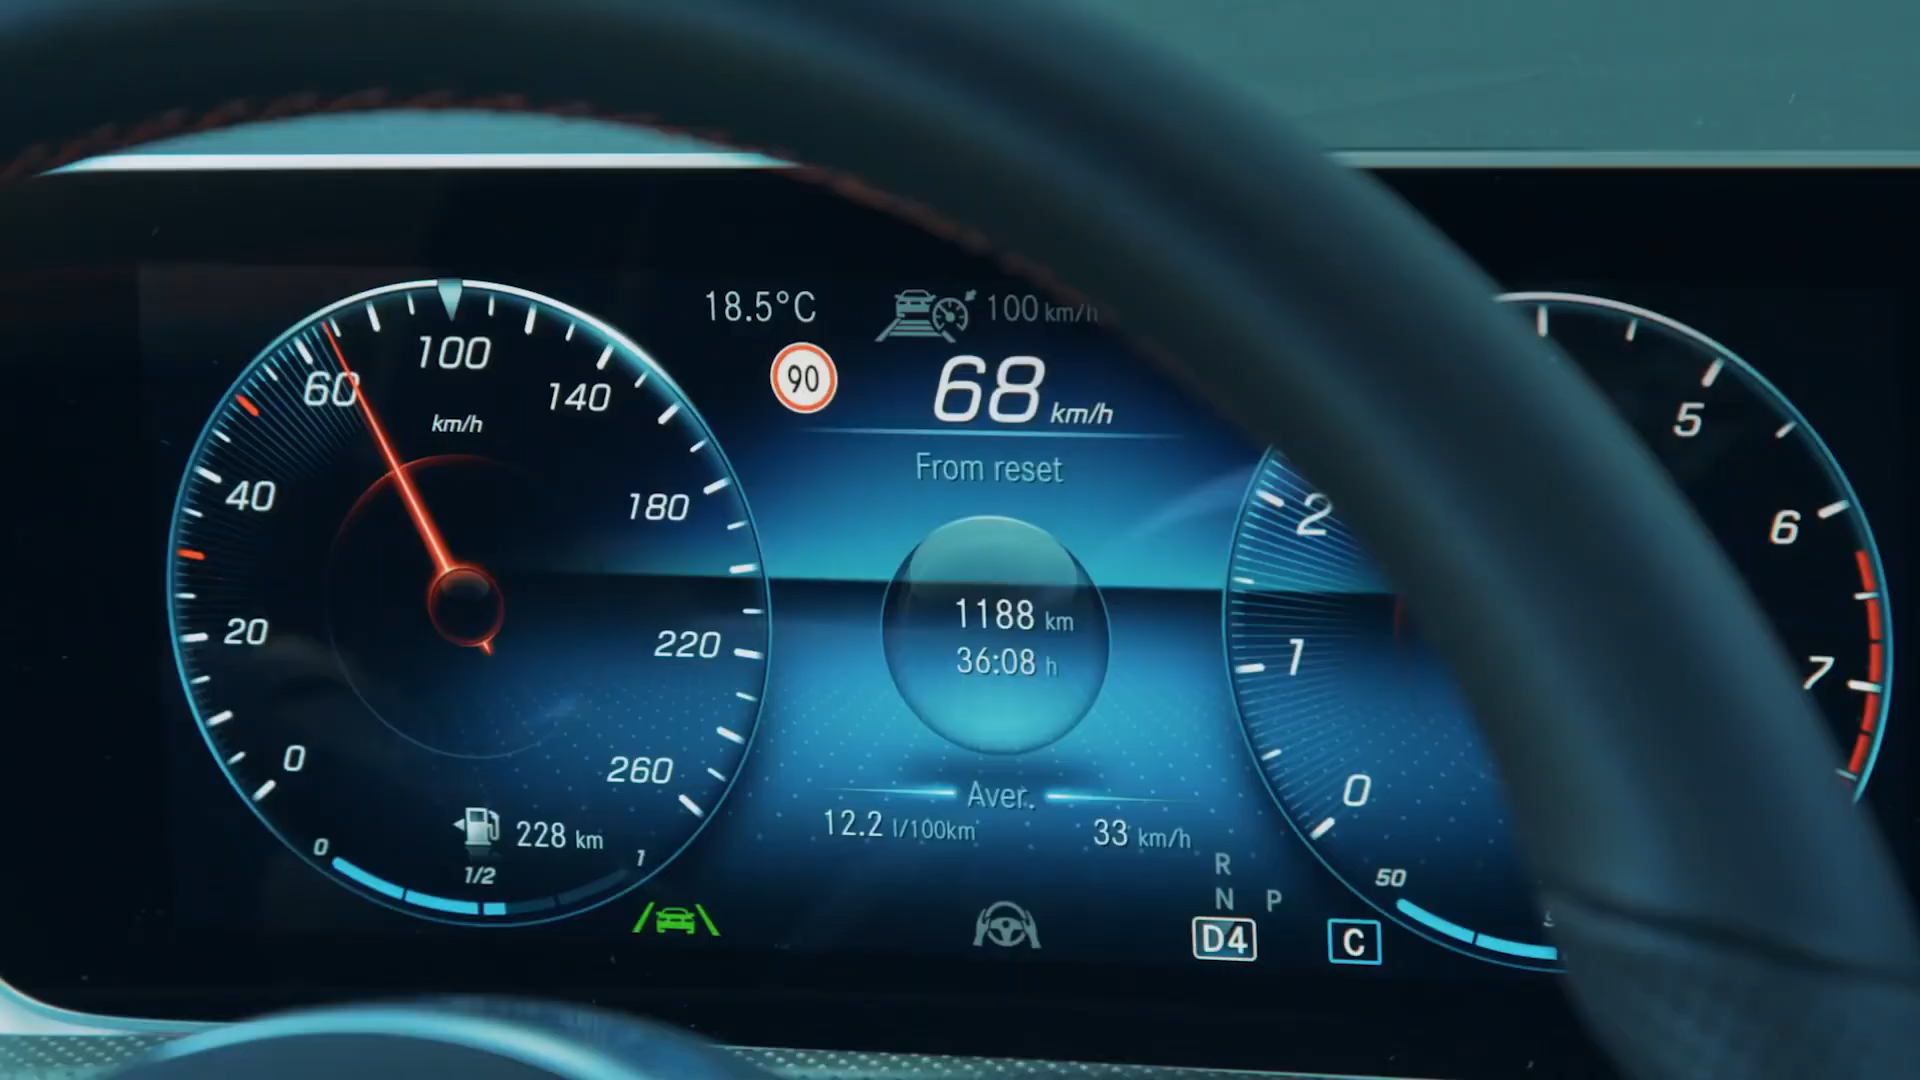 18.5°C
100 km/h
90
68 km/h
From reset
1188 km
36:08 h
Aver.
12.2 l/100km
33 km/h
0
20
40
60
100
140
180
220
260
km/h
228 km
0
1/2
1
0
1
2
5
6
7
50
R
N
P
D4
C